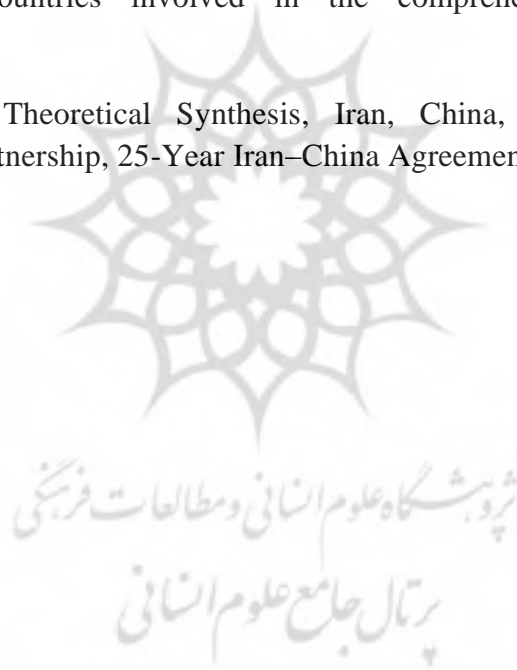 countries involved in the comprehe
Theoretical Synthesis, Iran, China,
tnership, 25-Year Iran–China Agreemen
پژوهشگاه علوم انسانی و مطالعات فرهنگی
پرتال جامع علوم انسانی